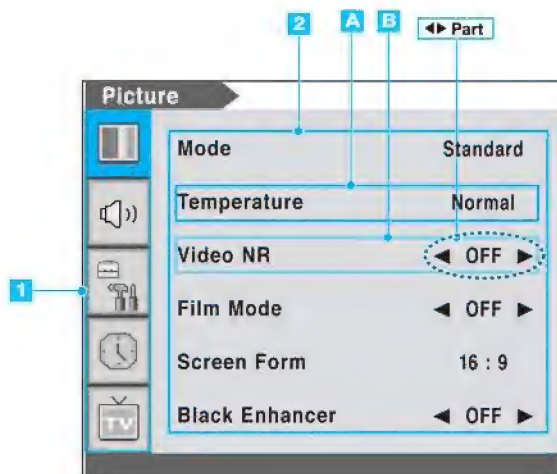 2 A B ◀▶ Part
Picture
Mode Standard
Temperature Normal
Video NR ◀ OFF ▶
1
Film Mode ◀ OFF ▶
Screen Form 16 : 9
Black Enhancer ◀ OFF ▶
TV